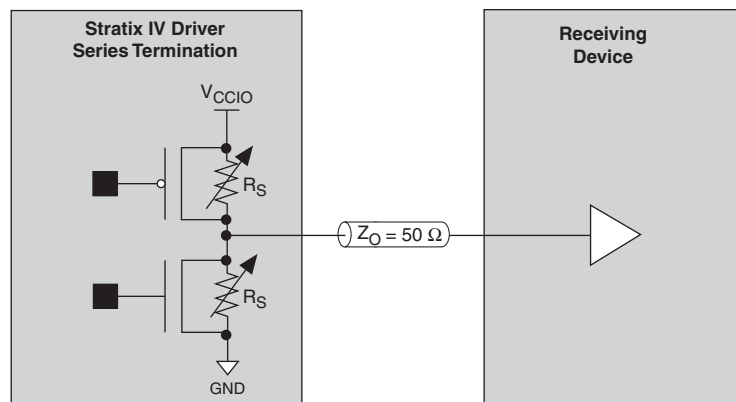 Stratix IV Driver
Series Termination
Receiving
Device
VCCIO
RS
ZO = 50 Ω
RS
GND